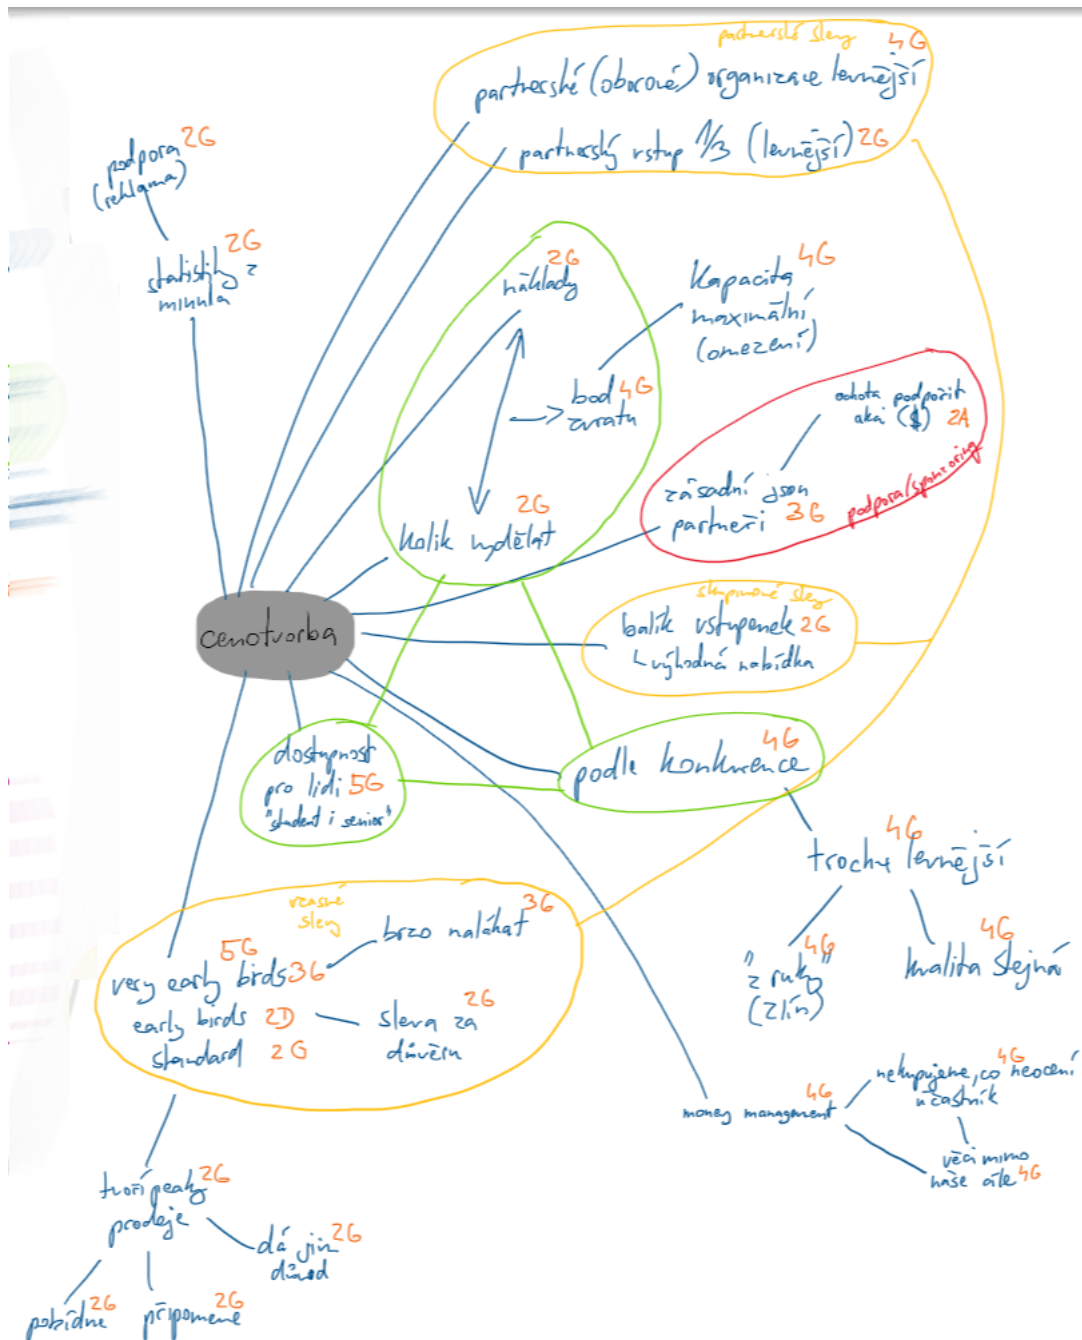 partnerské slevy 4G
partnerské (oborové) organizace levnější
partnerský vstup 1/3 (levnější) 2G
podpora 2G
(reklama)
statistiky z 2G
minula
náklady 2G
Kapacita 4G
maximální
(omezení)
bod 4G
zvratu
kolik vydělat 2G
ochota podpořit
akci ($) 2A
zásadní jsou
partneři 3G
podpora/sponzoring
cenotvorba
skupinové slevy
balík vstupenek 2G
výhodná nabídka
dostupnost
pro lidi 5G
"student i senior"
podle konkurence 4G
trochu levnější 4G
"z ruky" 4G
(Zlín)
kvalita stejná 4G
včasné
slevy
brzo nalákat 3G
5G
very early birds 3G
early birds 2D
standard 2G
sleva za 2G
důvěru
money management 4G
nekupujeme, co neocení 4G
účastník
věci mimo
naše cíle 4G
tvoří peaky 2G
prodeje
dá jim 2G
důvod
pobídne 2G
připomene 2G